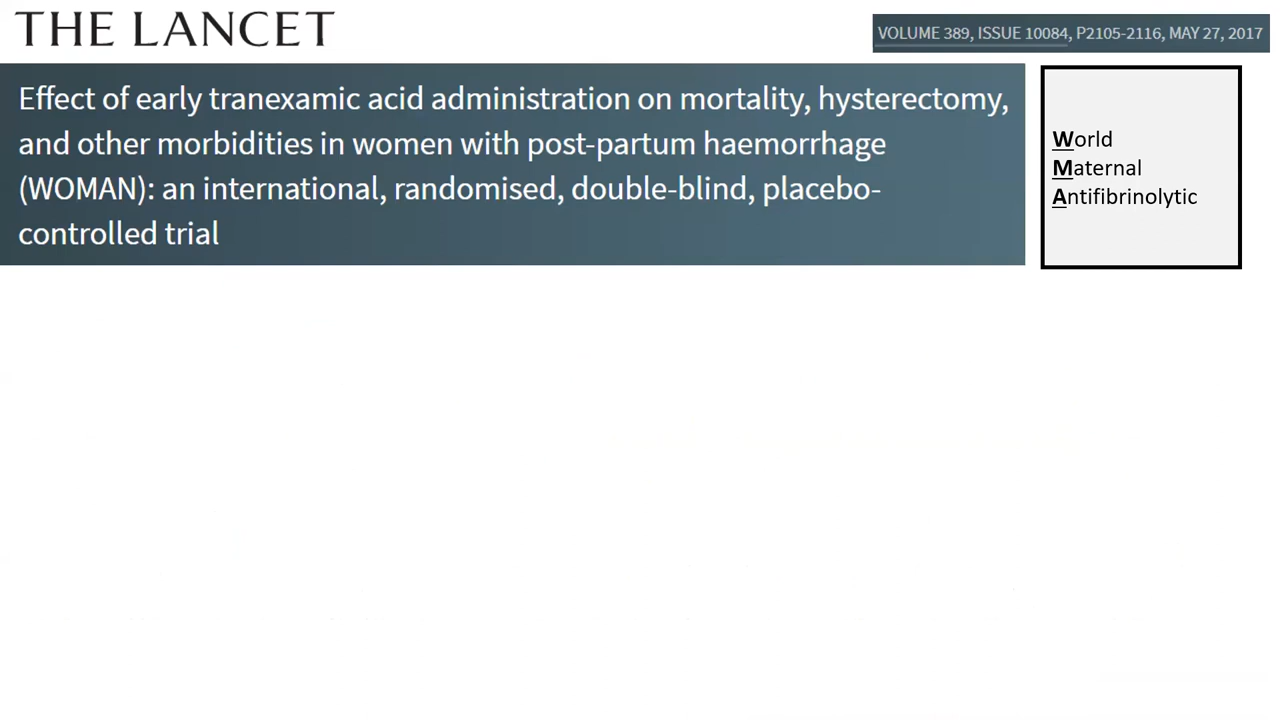 THE LANCET
VOLUME 389, ISSUE 10084, P2105-2116, MAY 27, 2017
Effect of early tranexamic acid administration on mortality, hysterectomy,
and other morbidities in women with post-partum haemorrhage
(WOMAN): an international, randomised, double-blind, placebo-
controlled trial
World
Maternal
Antifibrinolytic